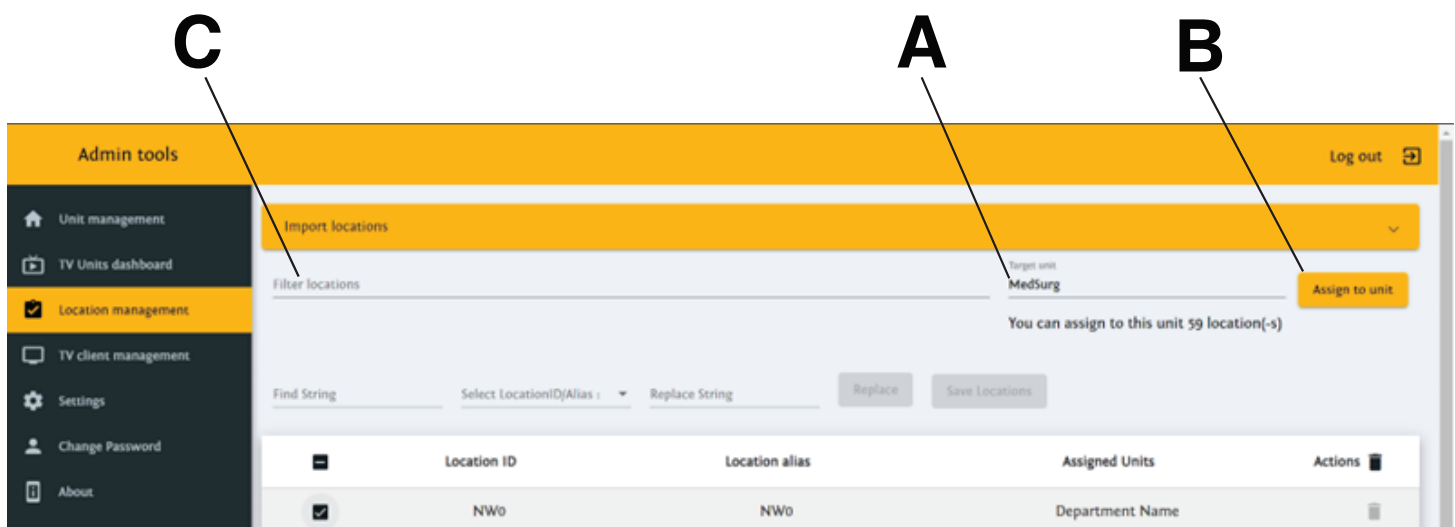 C A B
Admin tools
Log out
Unit management
TV Units dashboard
Location management
TV client management
Settings
Change Password
About
Import locations
Filter locations
Target unit
MedSurg
Assign to unit
You can assign to this unit 59 location(-s)
Find String
Select LocationID/Alias :
Replace String
Replace
Save Locations
Location ID Location alias Assigned Units Actions
NW0 NW0 Department Name